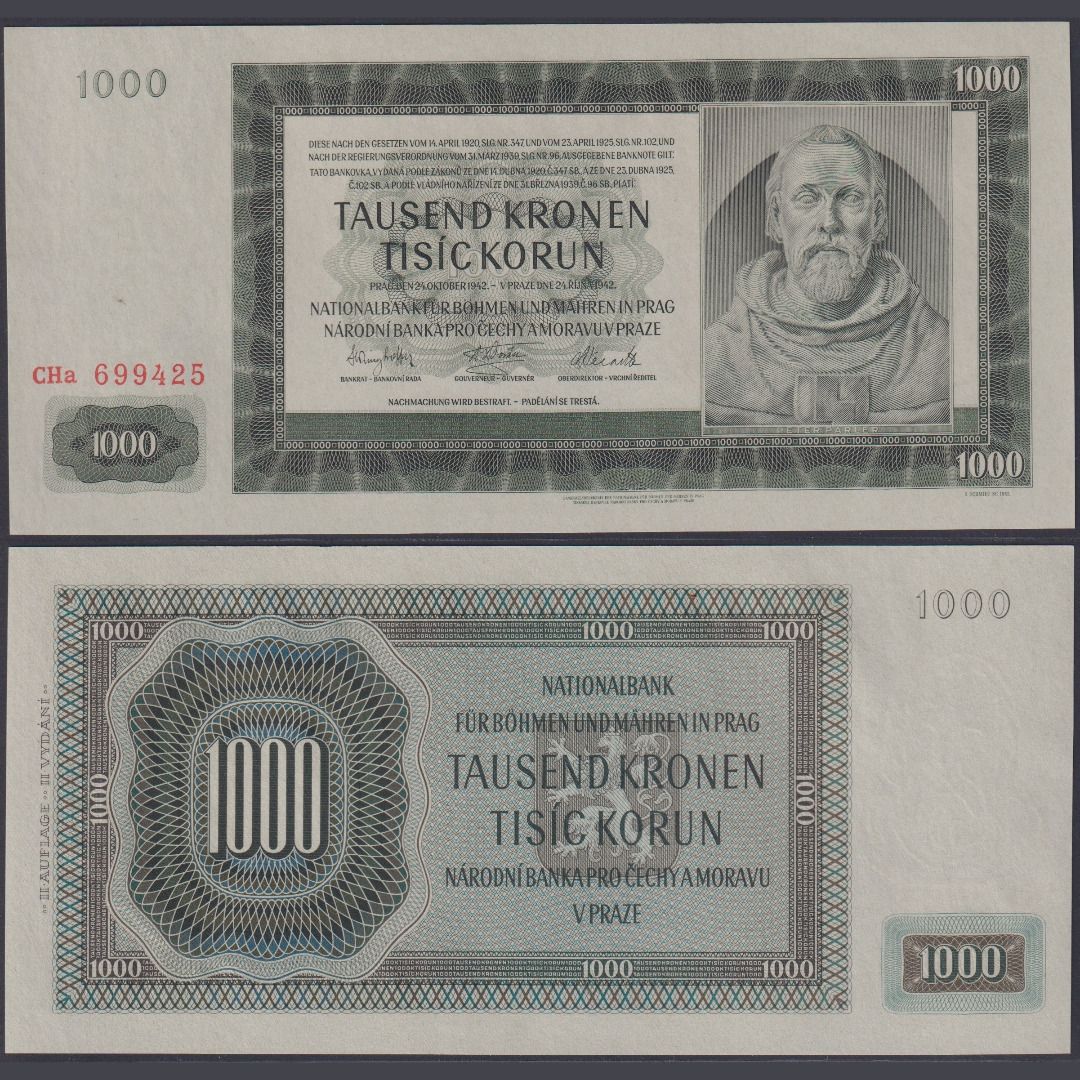 1000
1000
1000
DIESE NACH DEN GESETZEN VOM 14. APRIL 1920, SLG. NR. 347 UND VOM 23. APRIL 1925, SLG. NR. 102, UND
NACH DER REGIERUNGSVERORDNUNG VOM 31. MÄRZ 1939, SLG. NR. 96, AUSGEGEBENE BANKNOTE GILT:
TATO BANKOVKA, VYDANÁ PODLE ZÁKONŮ ZE DNE 14. DUBNA 1920, Č. 347 SB. A ZE DNE 23. DUBNA 1925,
Č. 102 SB. A PODLE VLÁDNÍHO NAŘÍZENÍ ZE DNE 31. BŘEZNA 1939, Č. 96 SB. PLATÍ:
TAUSEND KRONEN
TISÍC KORUN
PRAG, DEN 24. OKTOBER 1942. – V PRAZE DNE 24. ŘÍJNA 1942.
NATIONALBANK FÜR BÖHMEN UND MÄHREN IN PRAG
NÁRODNÍ BANKA PRO ČECHY A MORAVU V PRAZE
BANKRAT – BANKOVNÍ RADA
GOUVERNEUR – GUVERNÉR
OBERDIREKTOR – VRCHNÍ ŘEDITEL
NACHMACHUNG WIRD BESTRAFT. – PADĚLÁNÍ SE TRESTÁ.
CHa 699425
1000
PETER PARLER
1000
1000
1000
1000
1000
NATIONALBANK
FÜR BÖHMEN UND MÄHREN IN PRAG
TAUSEND KRONEN
TISÍC KORUN
NÁRODNÍ BANKA PRO ČECHY A MORAVU
V PRAZE
1000
1000
1000
II AUFLAGE II VYDÁNÍ
1000
1000
1000
1000